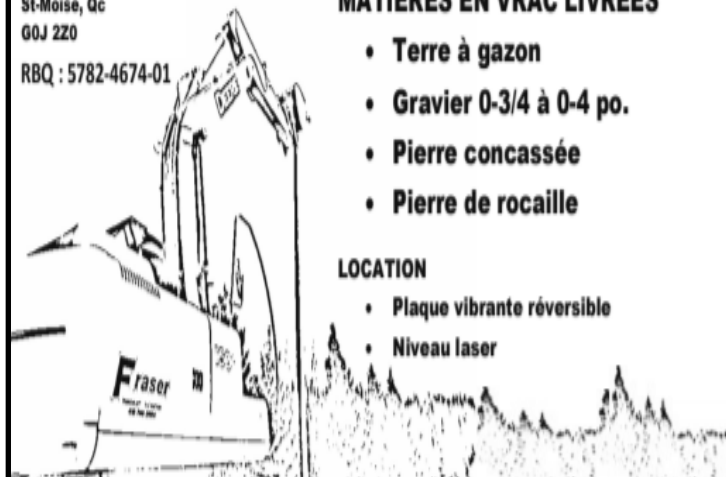 St-Moïse, Qc
G0J 2Z0
RBQ : 5782-4674-01
MATIÈRES EN VRAC LIVRÉES
• Terre à gazon
• Gravier 0-3/4 à 0-4 po.
• Pierre concassée
• Pierre de rocaille
LOCATION
• Plaque vibrante réversible
• Niveau laser
Fraser